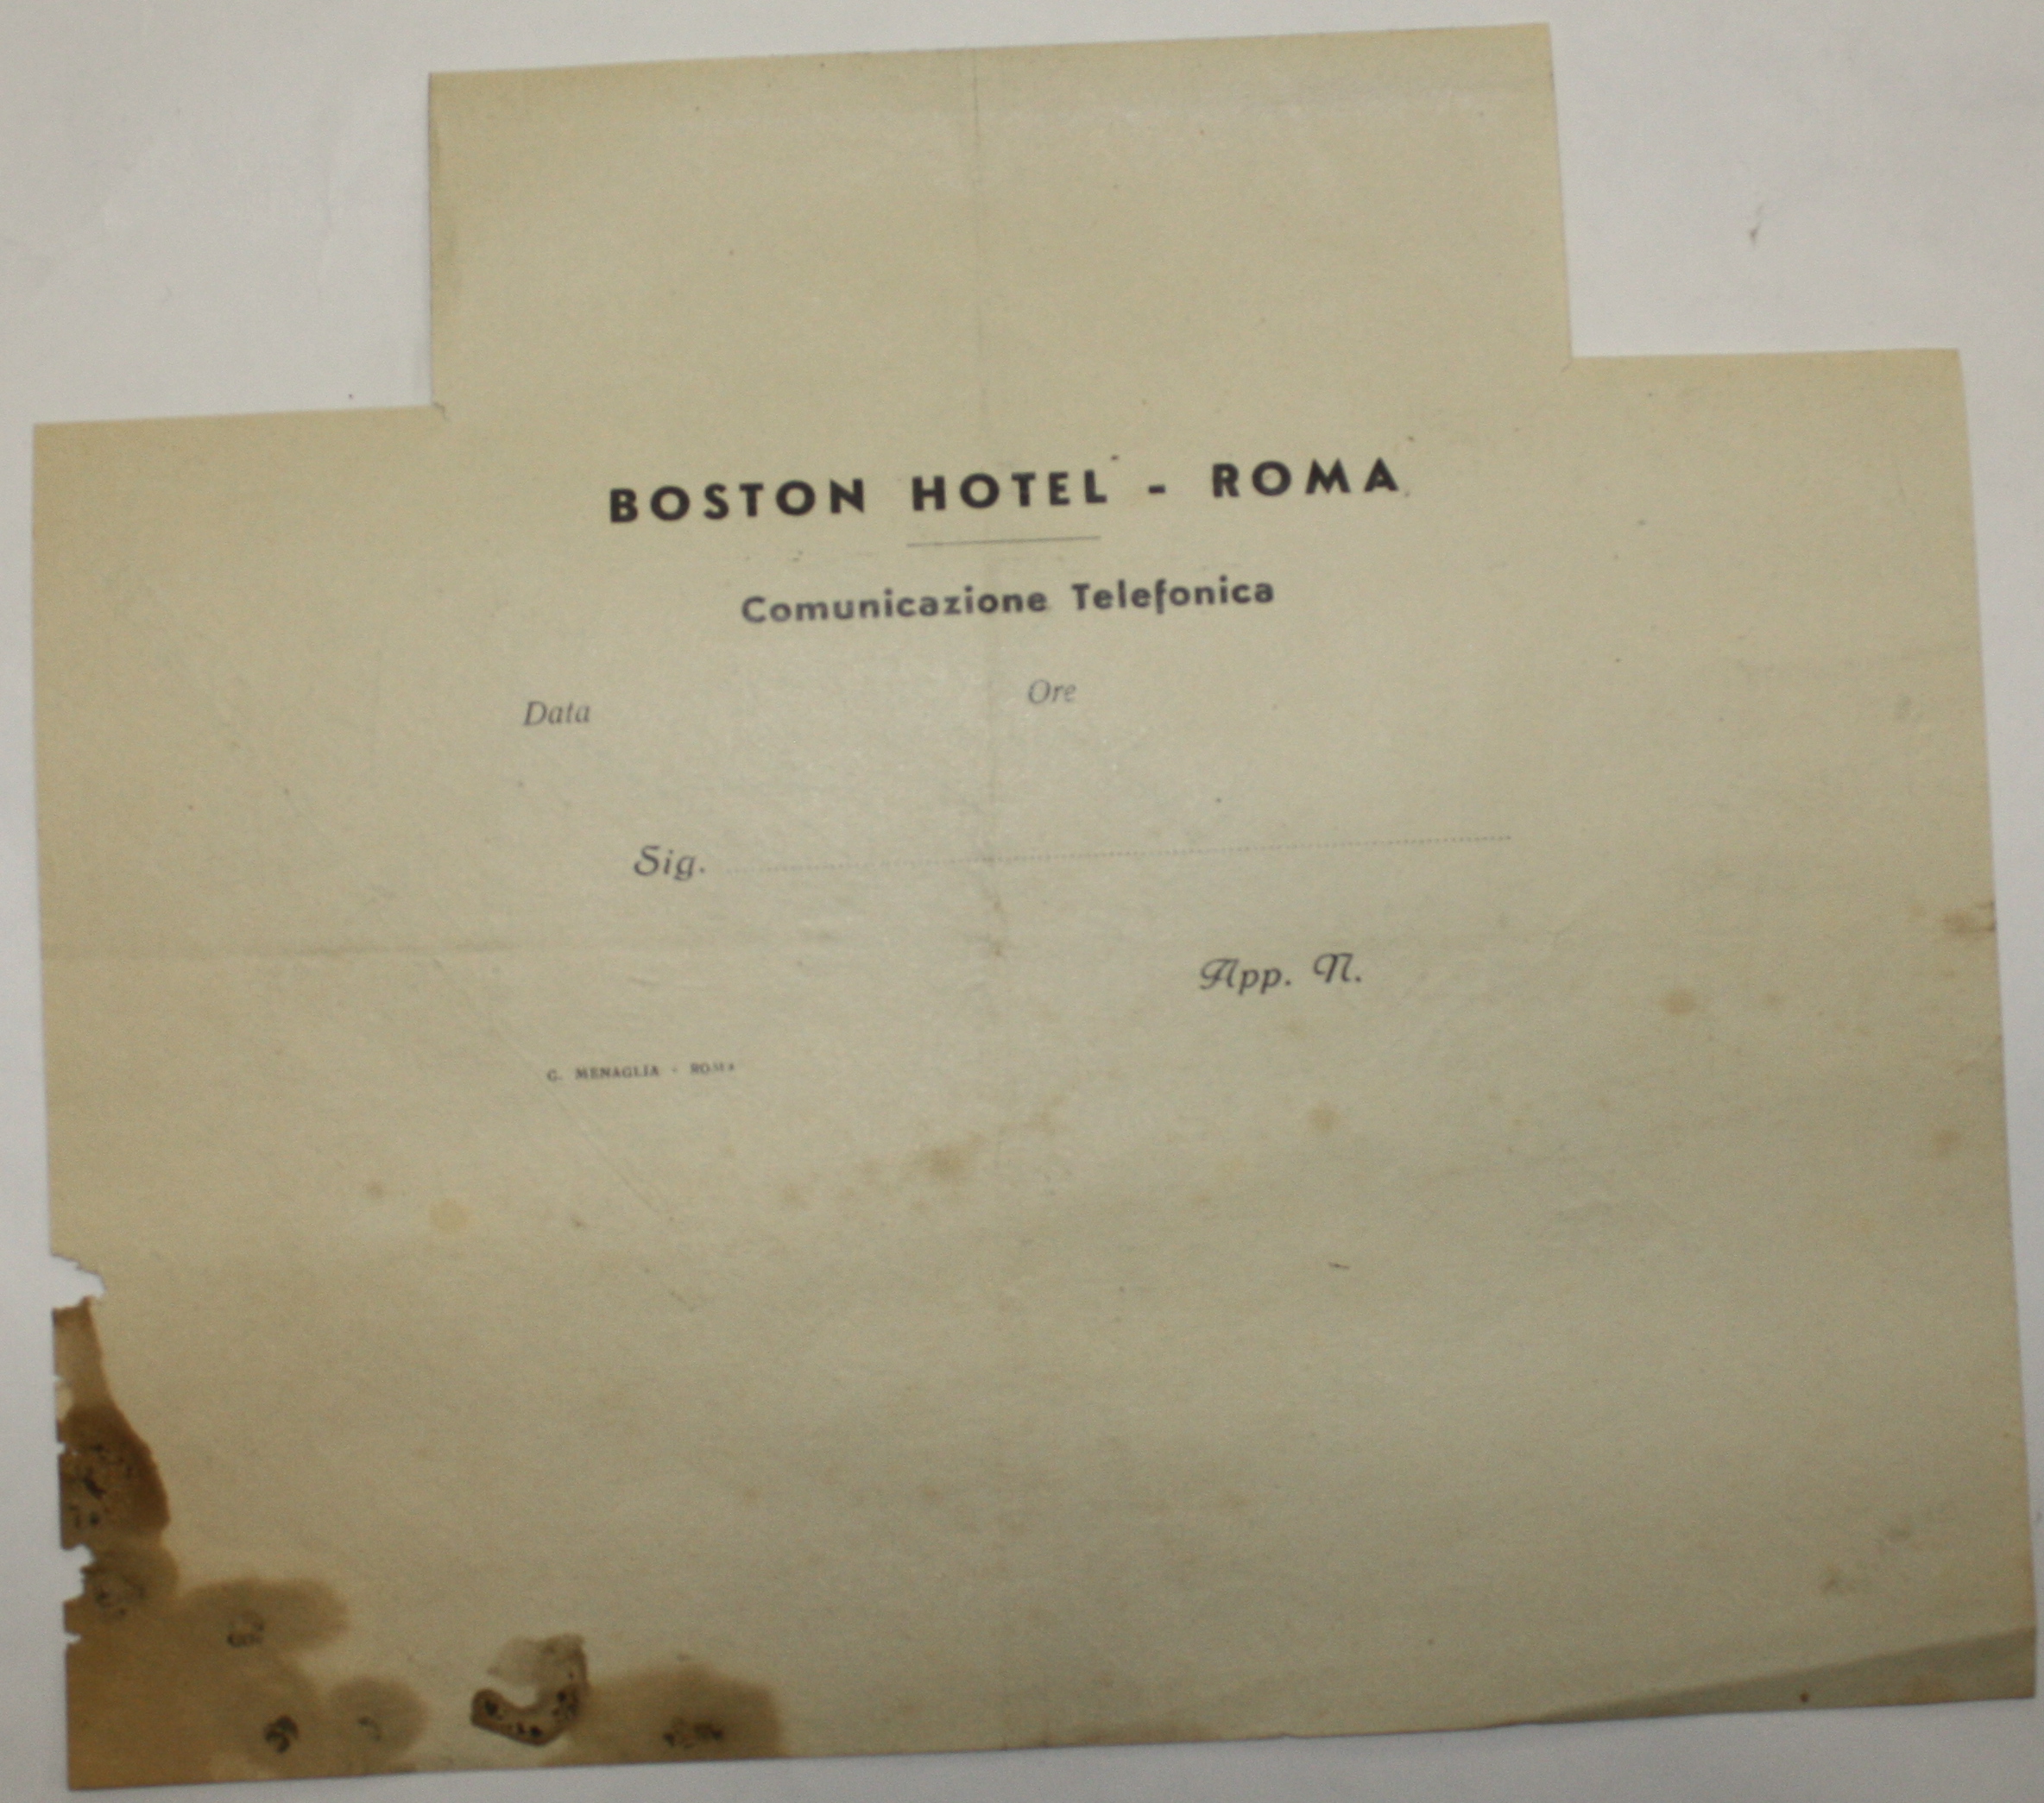 BOSTON HOTEL - ROMA
Comunicazione Telefonica
Data Ore
Sig.
App. N.
G. MENAGLIA - ROMA